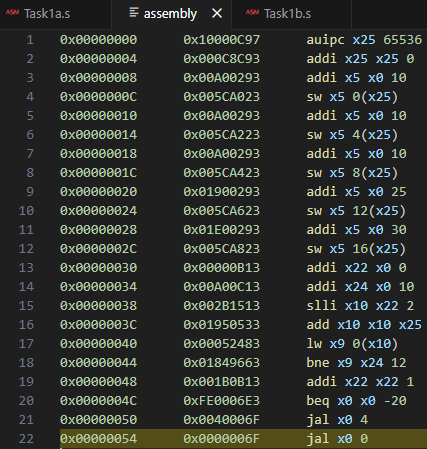 ASM Task1a.s assembly × ASM Task1b.s
1 0x00000000 0x10000C97 auipc x25 65536
2 0x00000004 0x000C8C93 addi x25 x25 0
3 0x00000008 0x00A00293 addi x5 x0 10
4 0x0000000C 0x005CA023 sw x5 0(x25)
5 0x00000010 0x00A00293 addi x5 x0 10
6 0x00000014 0x005CA223 sw x5 4(x25)
7 0x00000018 0x00A00293 addi x5 x0 10
8 0x0000001C 0x005CA423 sw x5 8(x25)
9 0x00000020 0x01900293 addi x5 x0 25
10 0x00000024 0x005CA623 sw x5 12(x25)
11 0x00000028 0x01E00293 addi x5 x0 30
12 0x0000002C 0x005CA823 sw x5 16(x25)
13 0x00000030 0x00000B13 addi x22 x0 0
14 0x00000034 0x00A00C13 addi x24 x0 10
15 0x00000038 0x002B1513 slli x10 x22 2
16 0x0000003C 0x01950533 add x10 x10 x25
17 0x00000040 0x00052483 lw x9 0(x10)
18 0x00000044 0x01849663 bne x9 x24 12
19 0x00000048 0x001B0B13 addi x22 x22 1
20 0x0000004C 0xFE0006E3 beq x0 x0 -20
21 0x00000050 0x0040006F jal x0 4
22 0x00000054 0x0000006F jal x0 0